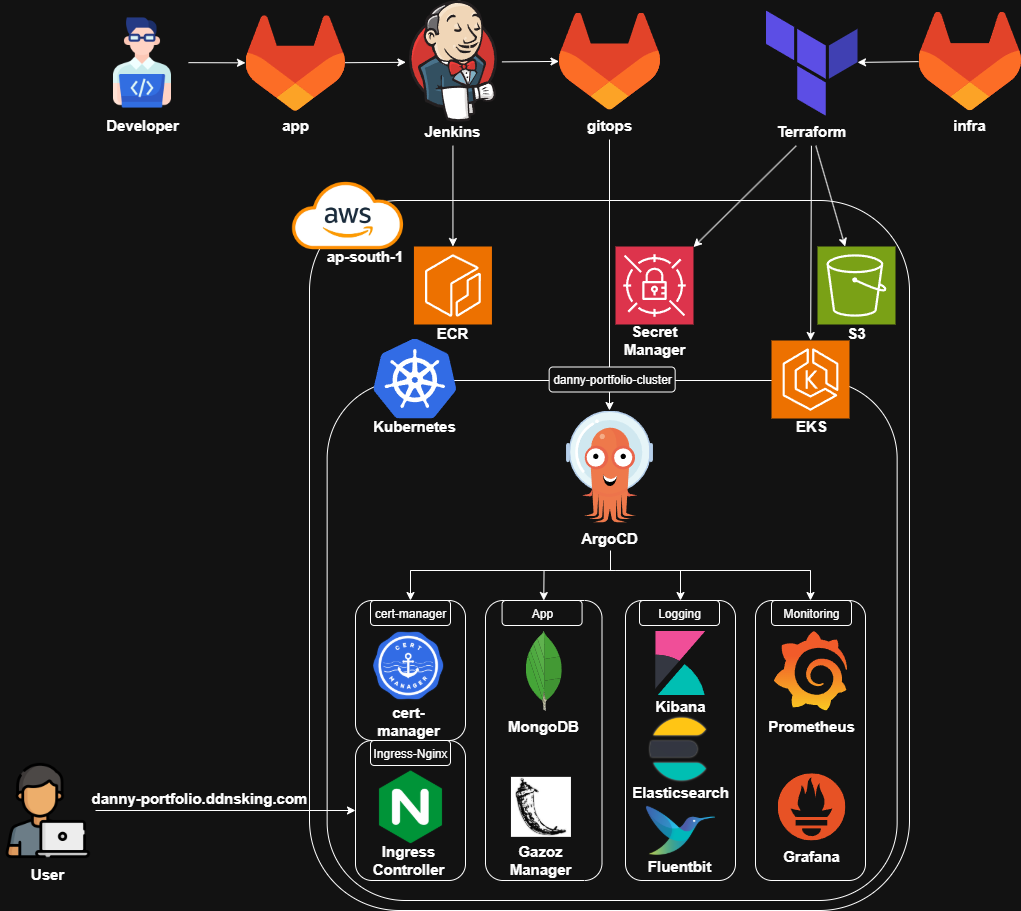 Developer
app
Jenkins
gitops
Terraform
infra
aws
ap-south-1
ECR
Secret
Manager
S3
danny-portfolio-cluster
K
Kubernetes
EKS
ArgoCD
cert-manager
App
Logging
Monitoring
CERT
MANAGER
cert-
manager
MongoDB
Kibana
Prometheus
Ingress-Nginx
Elasticsearch
danny-portfolio.ddnsking.com
N
Ingress
Controller
Gazoz
Manager
Fluentbit
Grafana
User